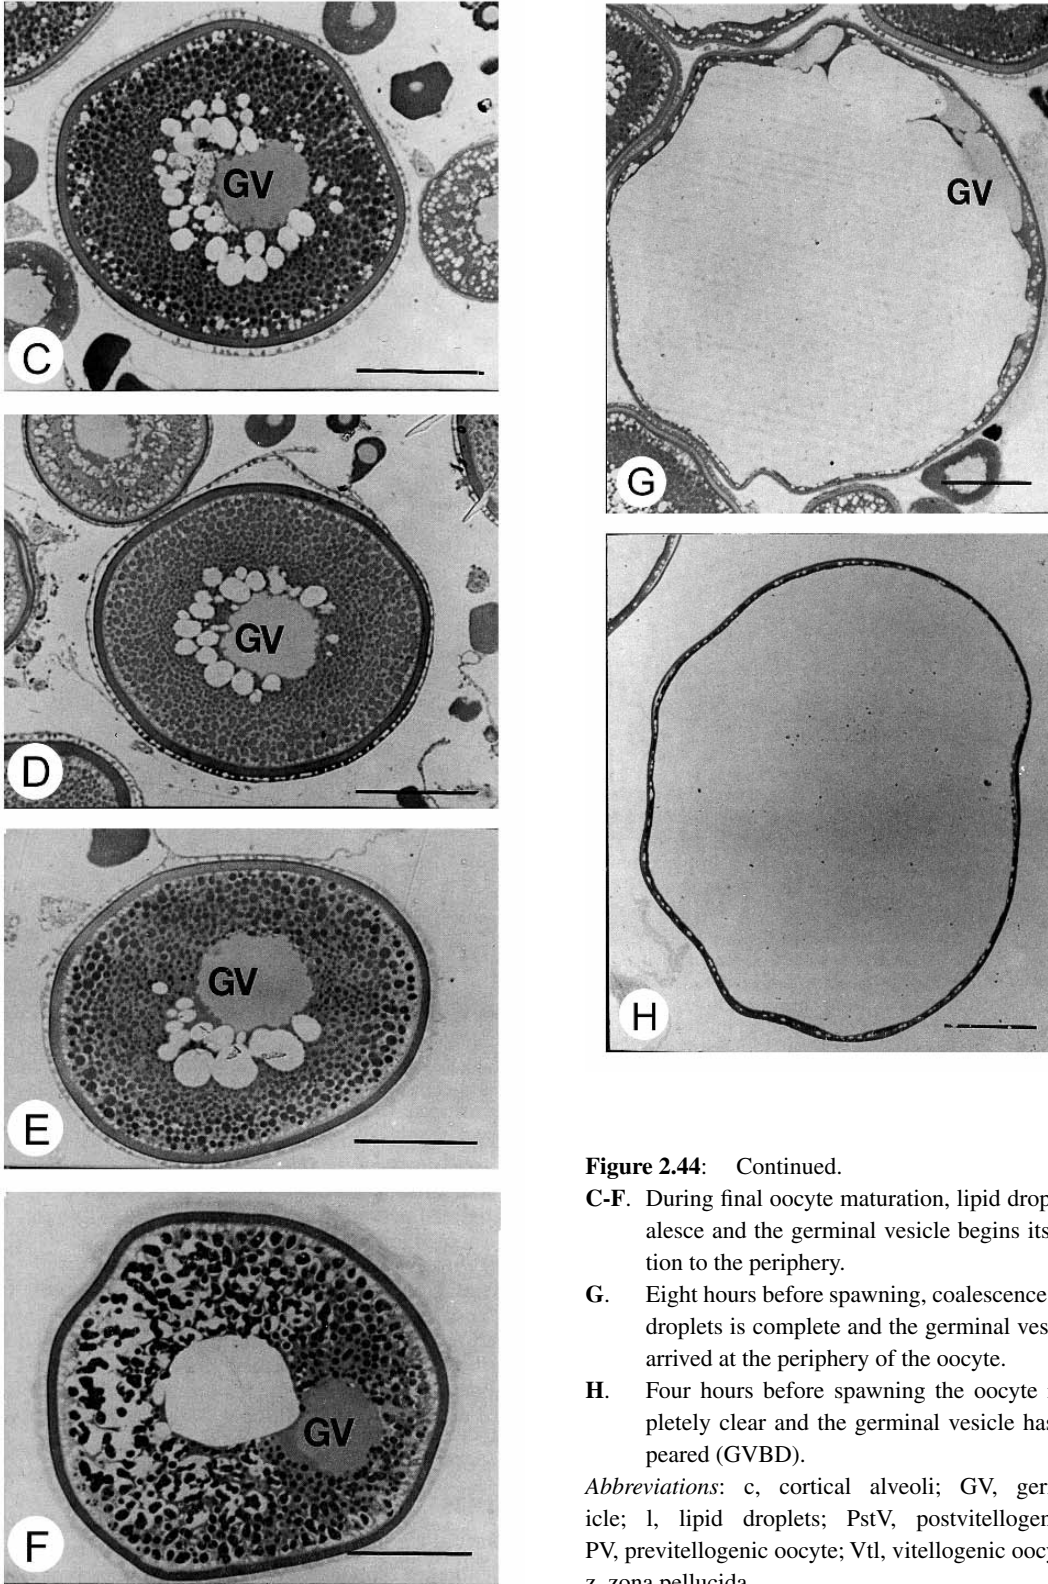 GV
C
GV
D
GV
E
GV
F
GV
G
H
Figure 2.44: Continued.
C-F. During final oocyte maturation, lipid drop
alesce and the germinal vesicle begins its
tion to the periphery.
G. Eight hours before spawning, coalescence
droplets is complete and the germinal ves
arrived at the periphery of the oocyte.
H. Four hours before spawning the oocyte
pletely clear and the germinal vesicle has
peared (GVBD).
Abbreviations: c, cortical alveoli; GV, ger
icle; l, lipid droplets; PstV, postvitellogen
PV, previtellogenic oocyte; Vtl, vitellogenic oocy
z, zona pellucida